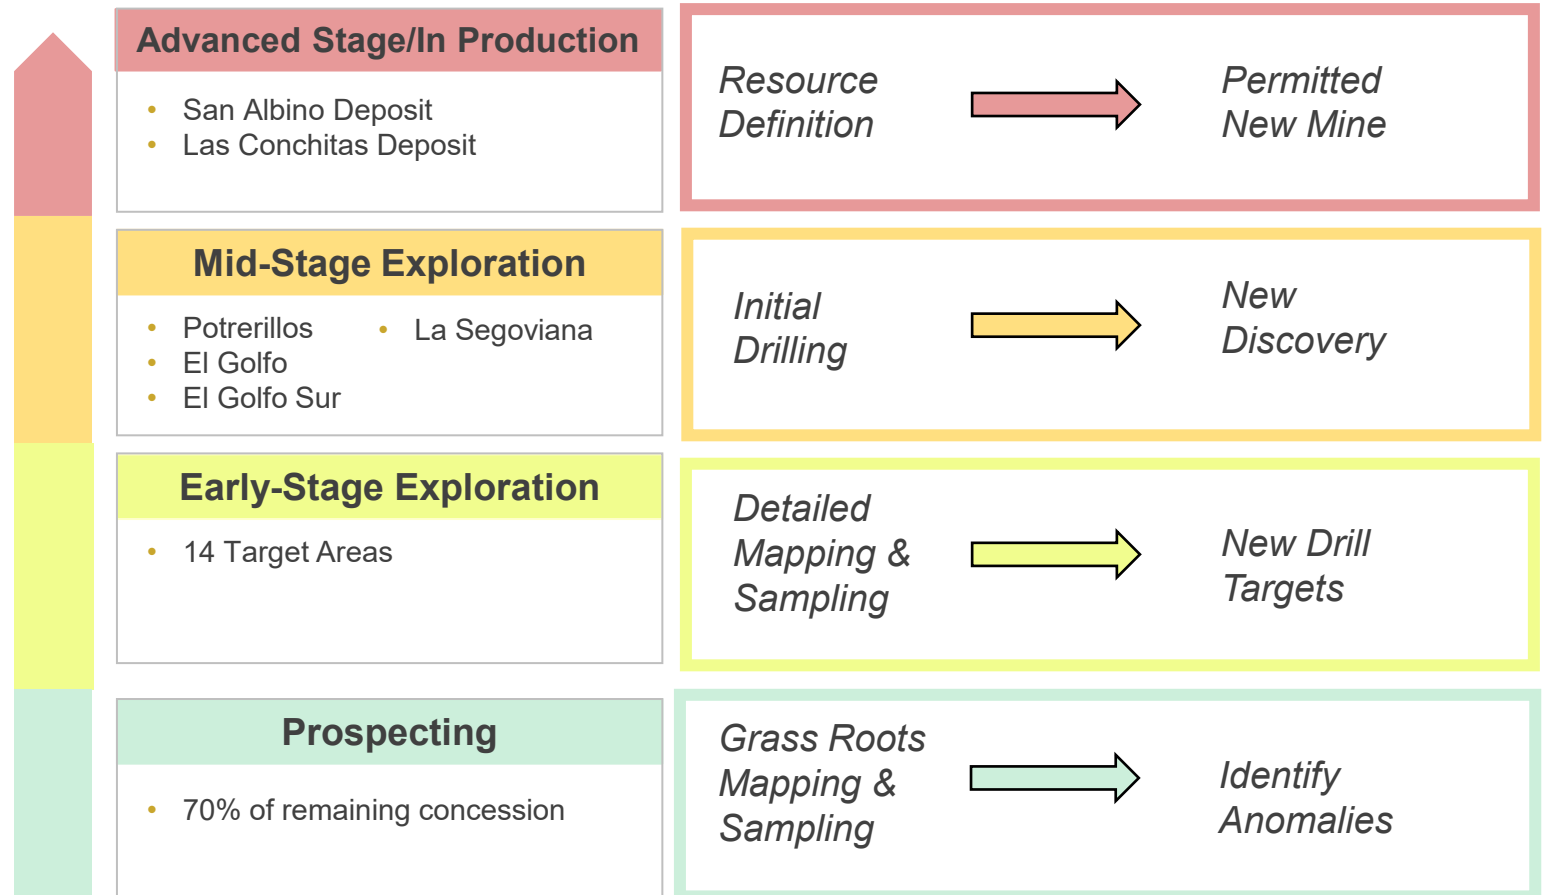 Advanced Stage/In Production
• San Albino Deposit
• Las Conchitas Deposit
Resource
Definition
Permitted
New Mine
Mid-Stage Exploration
• Potrerillos
• El Golfo
• El Golfo Sur
• La Segoviana
Initial
Drilling
New
Discovery
Early-Stage Exploration
• 14 Target Areas
Detailed
Mapping &
Sampling
New Drill
Targets
Prospecting
• 70% of remaining concession
Grass Roots
Mapping &
Sampling
Identify
Anomalies